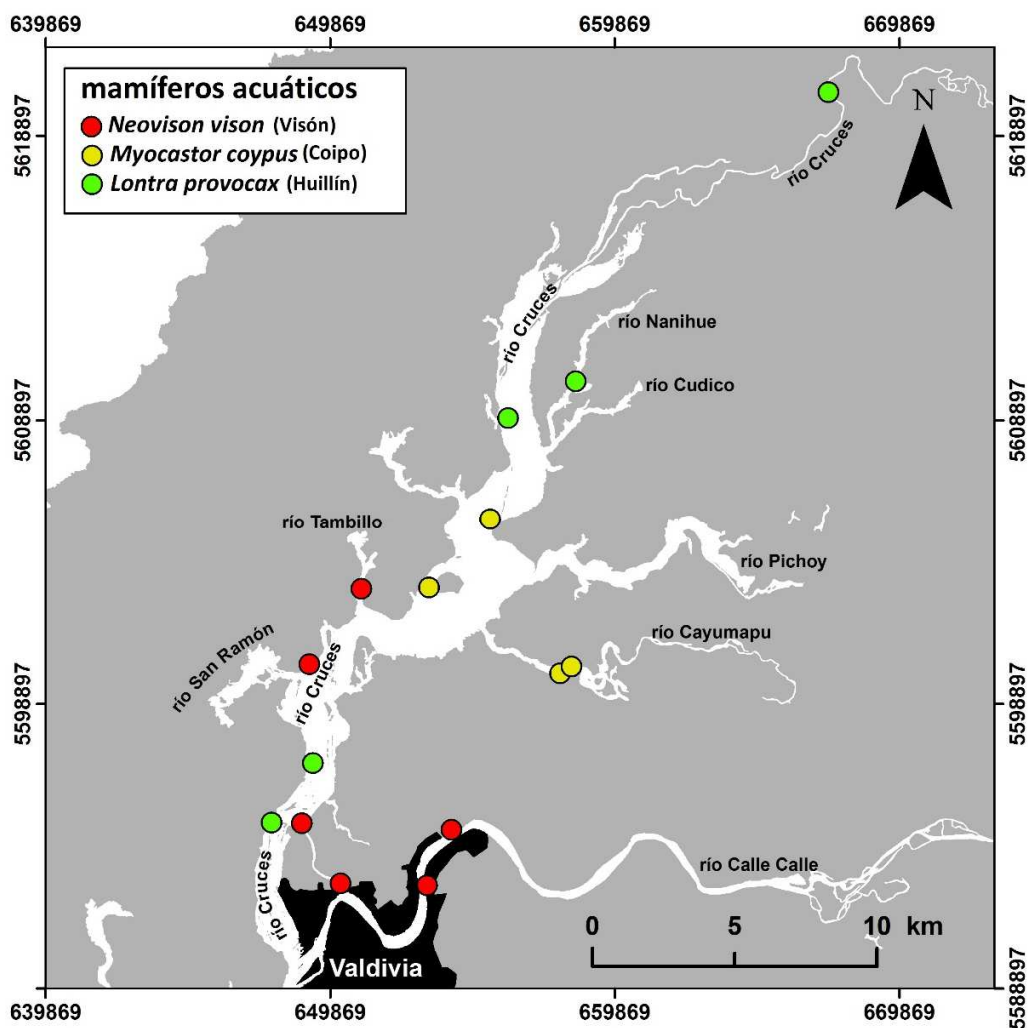 639869 649869 659869 669869
mamíferos acuáticos
Neovison vison (Visón)
Myocastor coypus (Coipo)
Lontra provocax (Huillín)
N
5618897
5618897
río Cruces
río Cruces
río Nanihue
río Cudico
5608897
5608897
río Tambillo
río Pichoy
río Cayumapu
río San Ramón
río Cruces
5598897
5598897
río Calle Calle
río Cruces
0 5 10 km
Valdivia
5588897
639869 649869 659869 669869